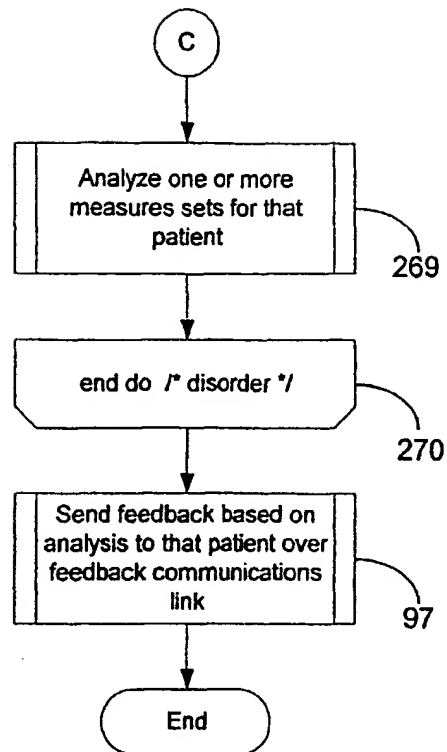 C
Analyze one or more
measures sets for that
patient
269
end do /* disorder */
270
Send feedback based on
analysis to that patient over
feedback communications
link
97
End